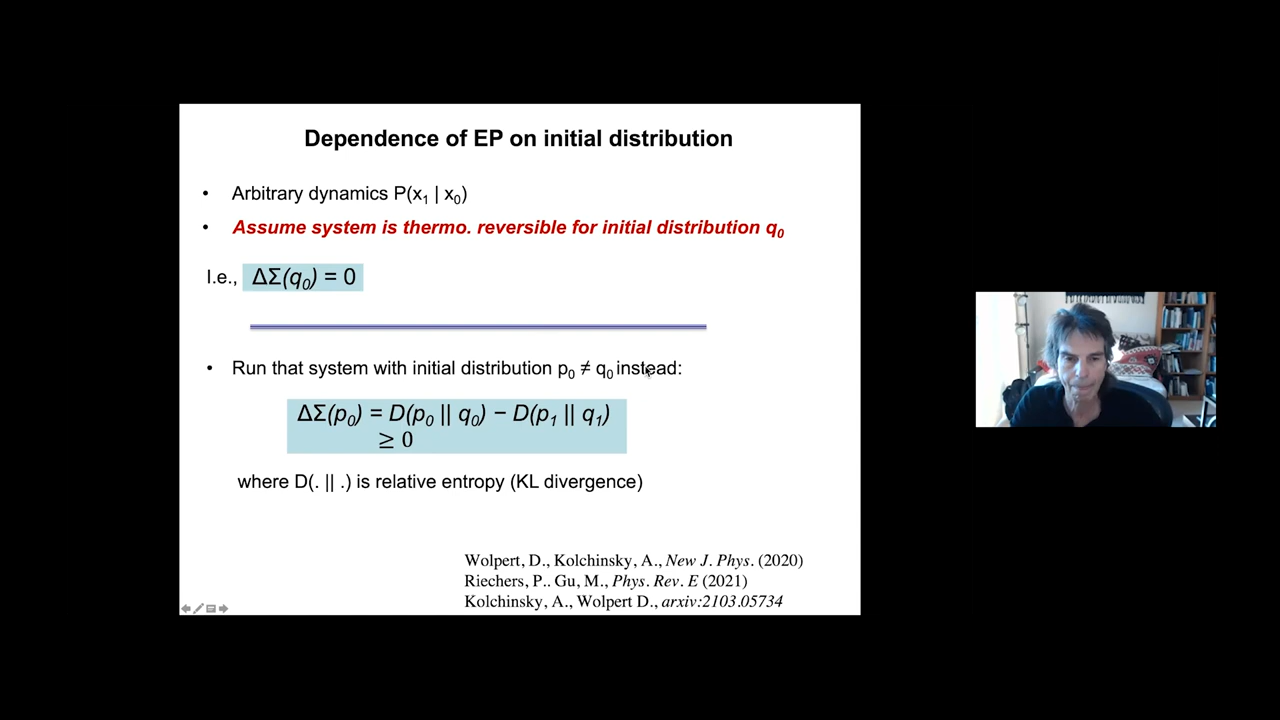 Dependence of EP on initial distribution
• Arbitrary dynamics P(x₁ | x₀)
• Assume system is thermo. reversible for initial distribution q₀
I.e., ΔΣ(q₀) = 0
• Run that system with initial distribution p₀ ≠ q₀ instead:
ΔΣ(p₀) = D(p₀ || q₀) − D(p₁ || q₁)
≥ 0
where D(. || .) is relative entropy (KL divergence)
Wolpert, D., Kolchinsky, A., New J. Phys. (2020)
Riechers, P.. Gu, M., Phys. Rev. E (2021)
Kolchinsky, A., Wolpert D., arxiv:2103.05734